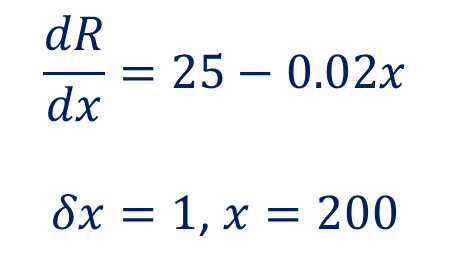 dR/dx = 25 − 0.02x
δx = 1, x = 200